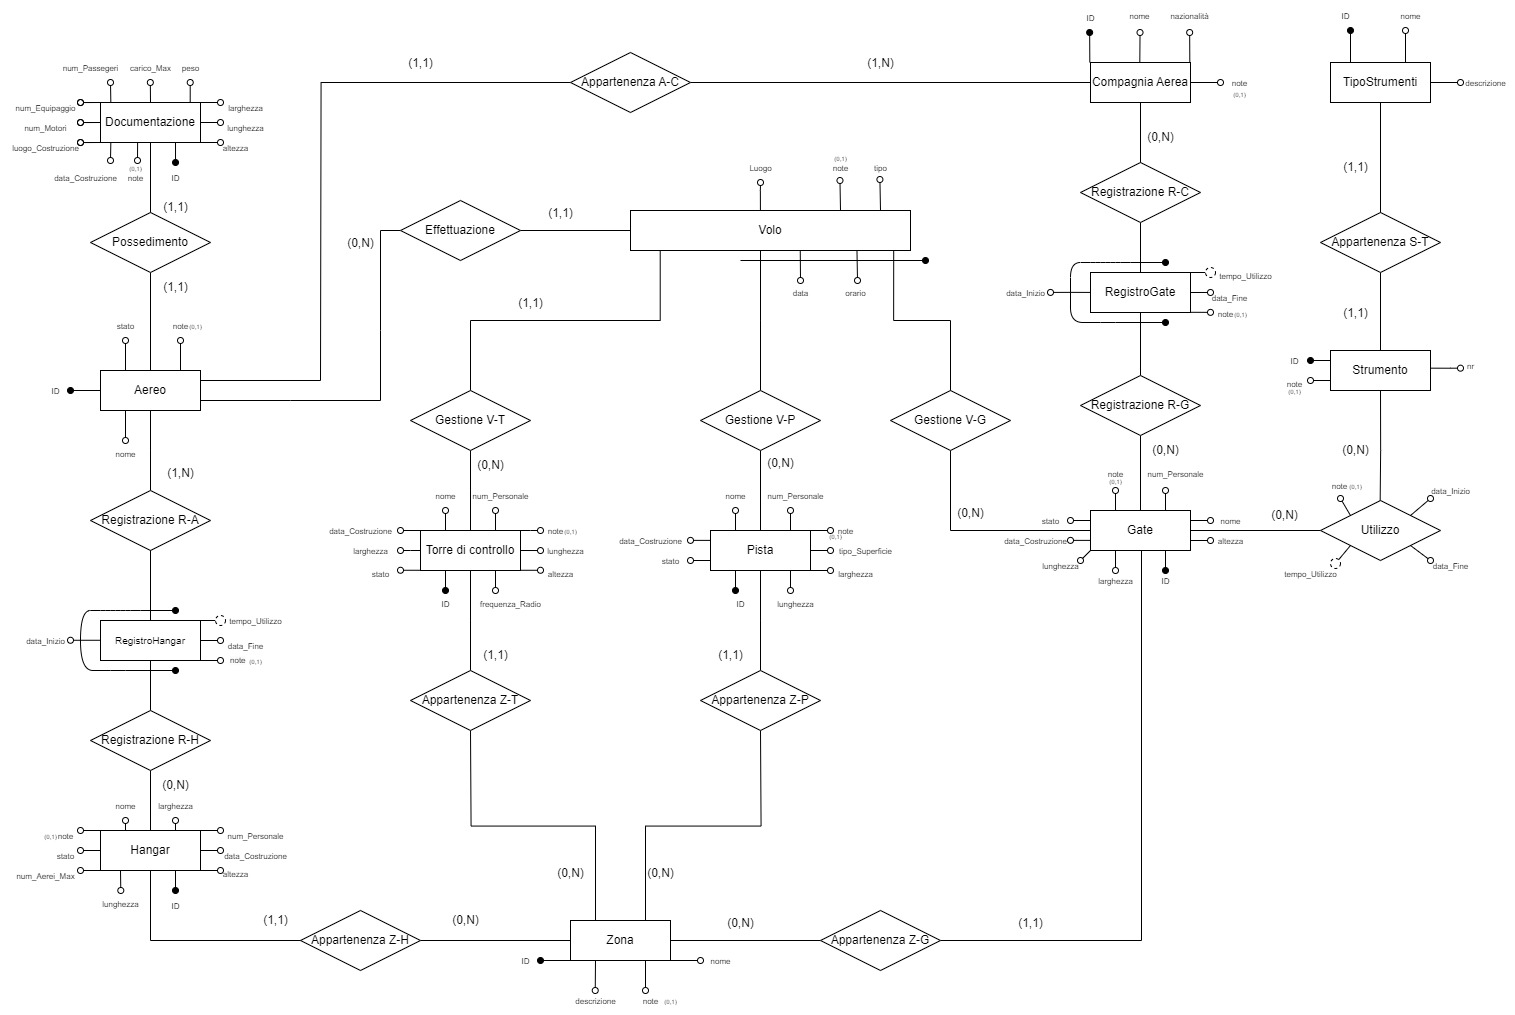 ID
nome
nazionalità
ID
nome
(1,1)
Appartenenza A-C
(1,N)
Compagnia Aerea
note
(0,1)
TipoStrumenti
descrizione
num_Passegeri
carico_Max
peso
num_Equipaggio
larghezza
Documentazione
num_Motori
lunghezza
luogo_Costruzione
altezza
data_Costruzione
(0,1)
note
ID
(0,N)
(1,1)
Luogo
(0,1)
note
tipo
Registrazione R-C
(1,1)
Possedimento
(0,N)
Effettuazione
(1,1)
Volo
Appartenenza S-T
(1,1)
data
orario
(1,1)
data_Inizio
RegistroGate
tempo_Utilizzo
data_Fine
note (0,1)
(1,1)
stato
note (0,1)
ID
Aereo
nome
ID
Strumento
nr
note
(0,1)
Gestione V-T
Gestione V-P
Gestione V-G
Registrazione R-G
(1,N)
(0,N)
(0,N)
(0,N)
(0,N)
Registrazione R-A
nome
num_Personale
data_Costruzione
note (0,1)
larghezza
Torre di controllo
lunghezza
stato
altezza
ID
frequenza_Radio
nome
num_Personale
data_Costruzione
note
(0,1)
Pista
tipo_Superficie
stato
larghezza
ID
lunghezza
(0,N)
note
(0,1)
num_Personale
stato
nome
Gate
data_Costruzione
altezza
lunghezza
larghezza
ID
(0,N)
note (0,1)
data_Inizio
Utilizzo
tempo_Utilizzo
data_Fine
tempo_Utilizzo
data_Inizio
RegistroHangar
data_Fine
note (0,1)
(1,1)
(1,1)
Appartenenza Z-T
Appartenenza Z-P
Registrazione R-H
(0,N)
nome
larghezza
(0,1) note
num_Personale
stato
Hangar
data_Costruzione
num_Aerei_Max
altezza
lunghezza
ID
(0,N)
(0,N)
(1,1)
Appartenenza Z-H
(0,N)
Zona
(0,N)
Appartenenza Z-G
(1,1)
ID
nome
descrizione
note (0,1)